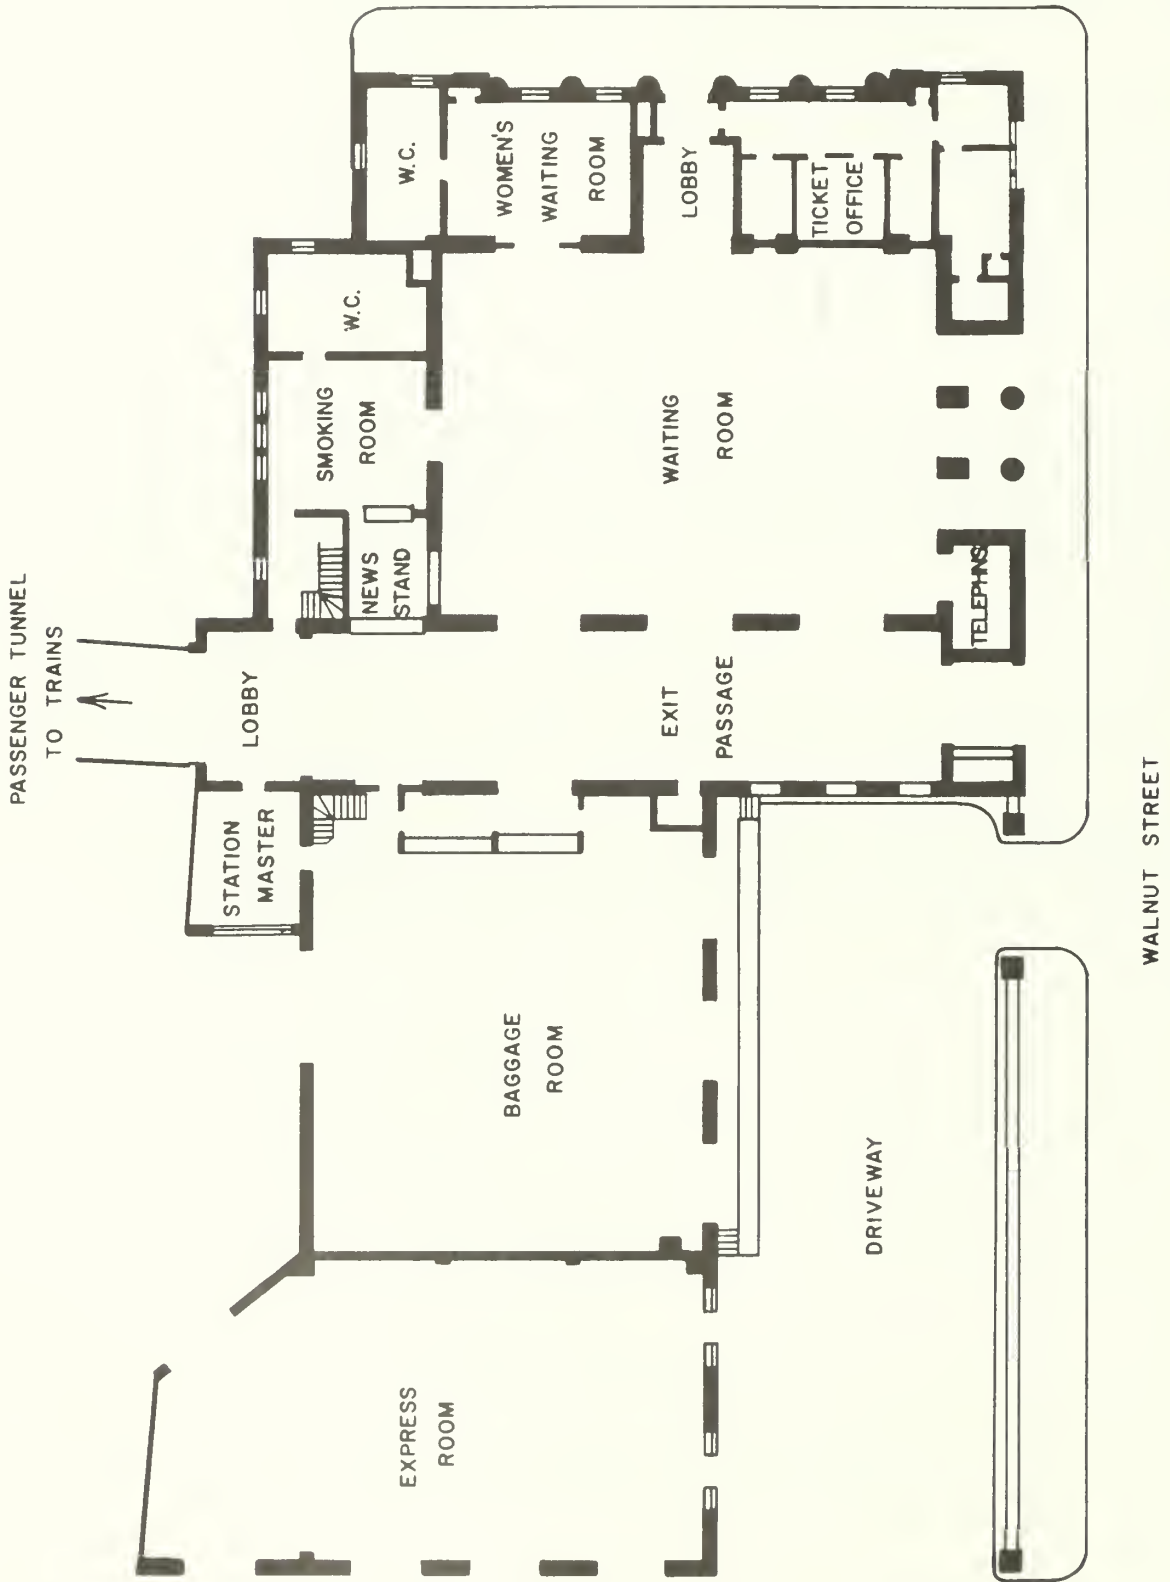 PASSENGER TUNNEL
TO TRAINS
W.C.
WOMEN'S
WAITING
ROOM
LOBBY
TICKET
OFFICE
W.C.
SMOKING
ROOM
NEWS
STAND
WAITING
ROOM
TELEPHNS
LOBBY
EXIT
PASSAGE
STATION
MASTER
BAGGAGE
ROOM
EXPRESS
ROOM
DRIVEWAY
WALNUT STREET